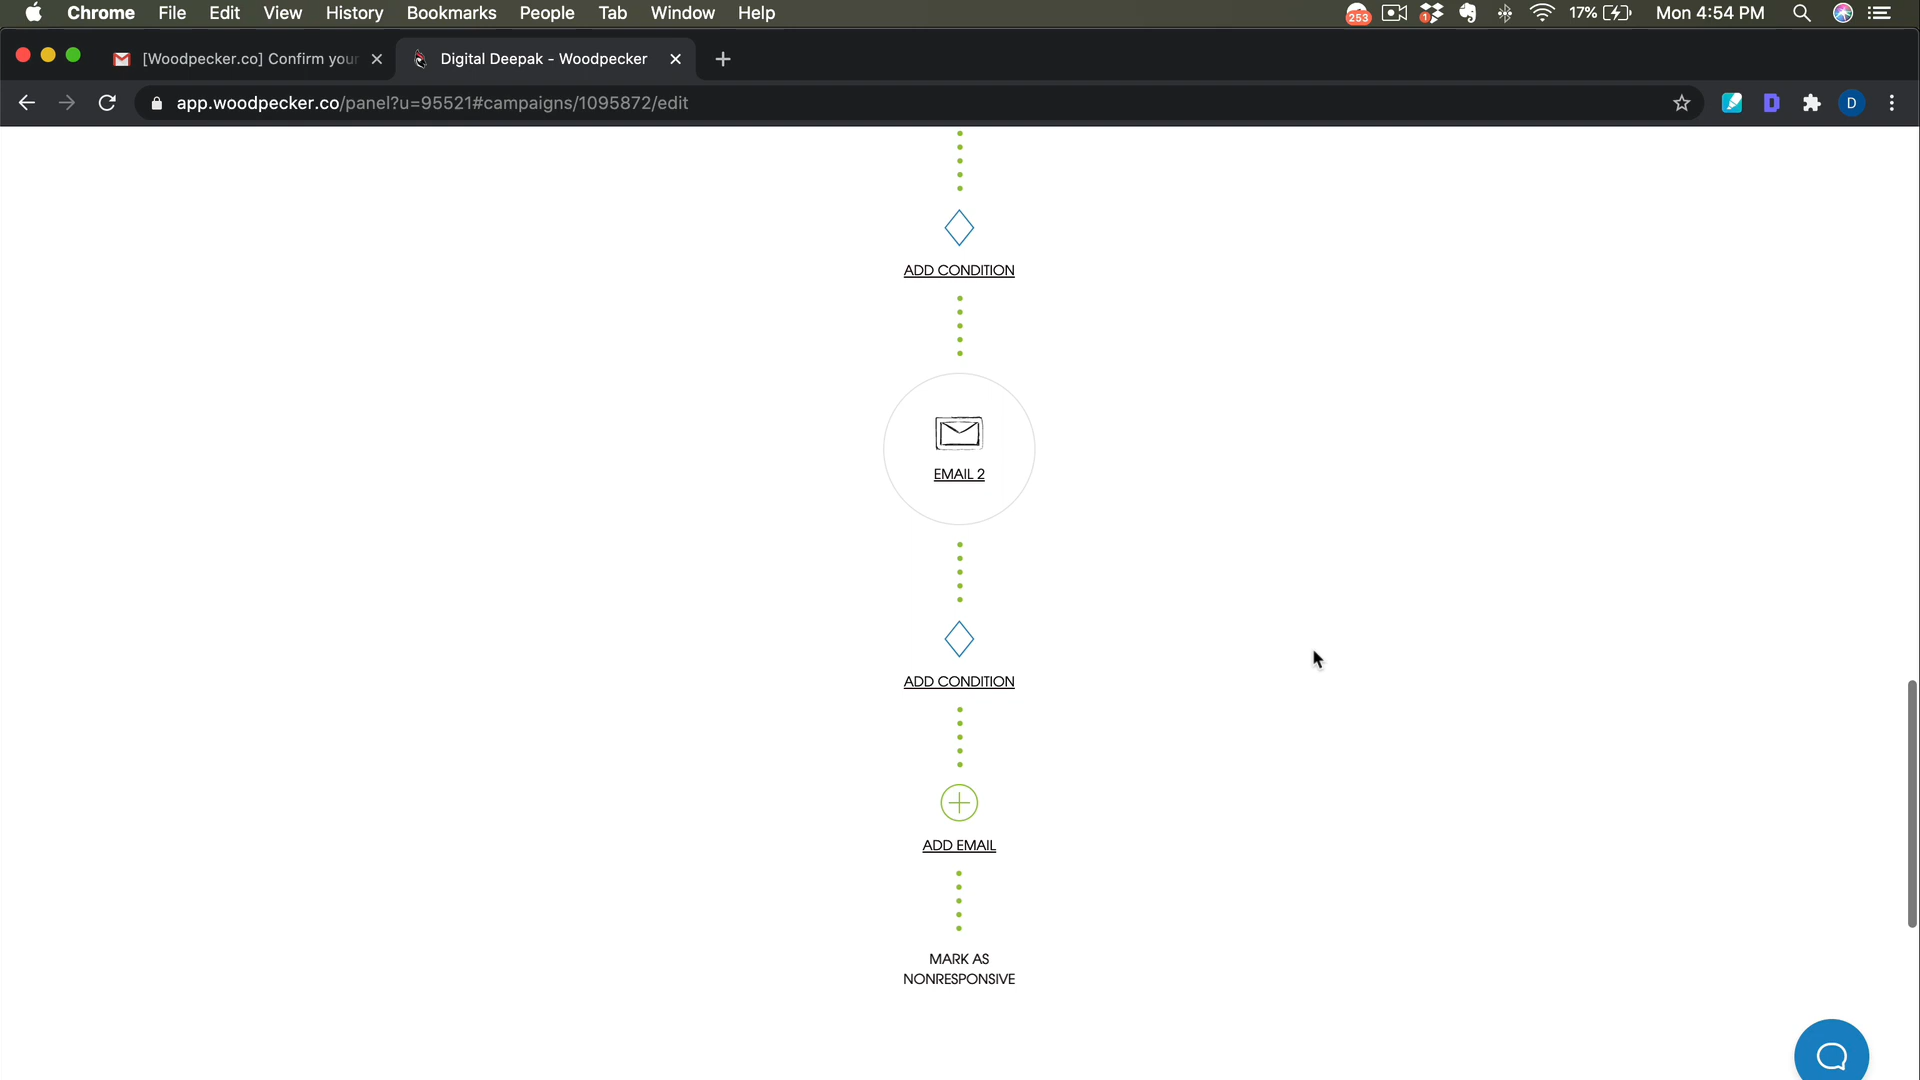 Chrome File Edit View History Bookmarks People Tab Window Help 253 1 17% Mon 4:54 PM
[Woodpecker.co] Confirm your Digital Deepak - Woodpecker
app.woodpecker.co/panel?u=95521#campaigns/1095872/edit D D
ADD CONDITION
EMAIL 2
ADD CONDITION
ADD EMAIL
MARK AS
NONRESPONSIVE